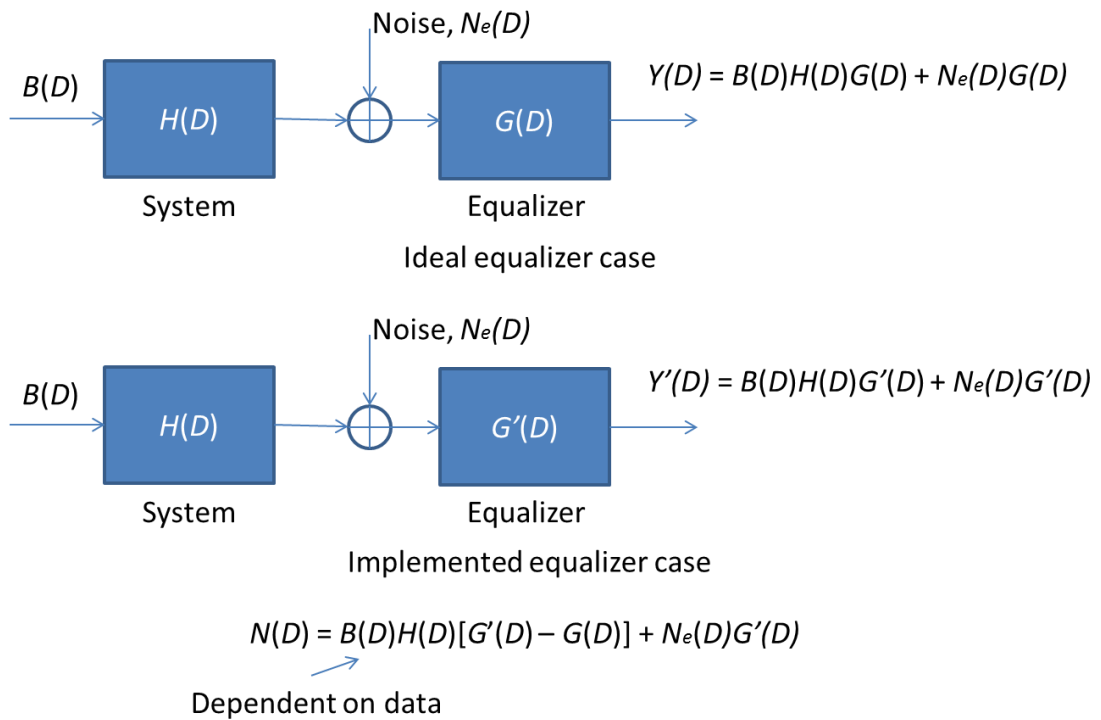 Noise, Nₑ(D)
B(D)
H(D)
G(D)
Y(D) = B(D)H(D)G(D) + Nₑ(D)G(D)
System
Equalizer
Ideal equalizer case
Noise, Nₑ(D)
B(D)
H(D)
G’(D)
Y’(D) = B(D)H(D)G’(D) + Nₑ(D)G’(D)
System
Equalizer
Implemented equalizer case
N(D) = B(D)H(D)[G’(D) – G(D)] + Nₑ(D)G’(D)
Dependent on data